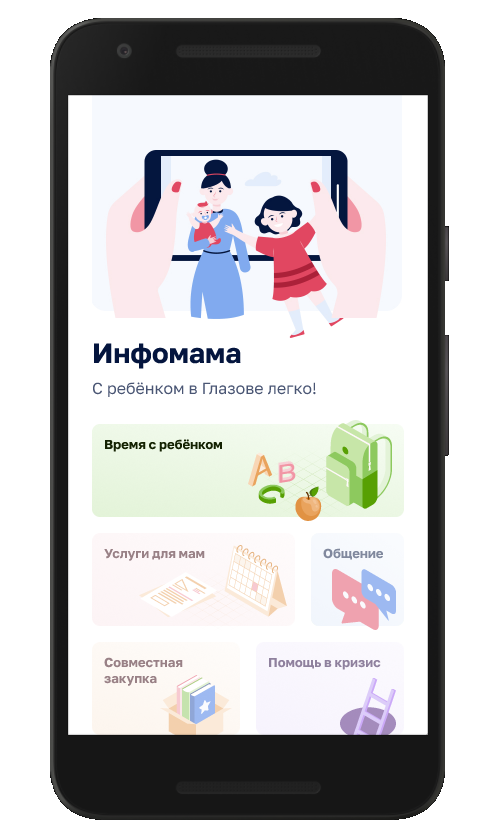 Инфомама
С ребёнком в Глазове легко!
Время с ребёнком
A B
C
Услуги для мам
Общение
Совместная
закупка
Помощь в кризис